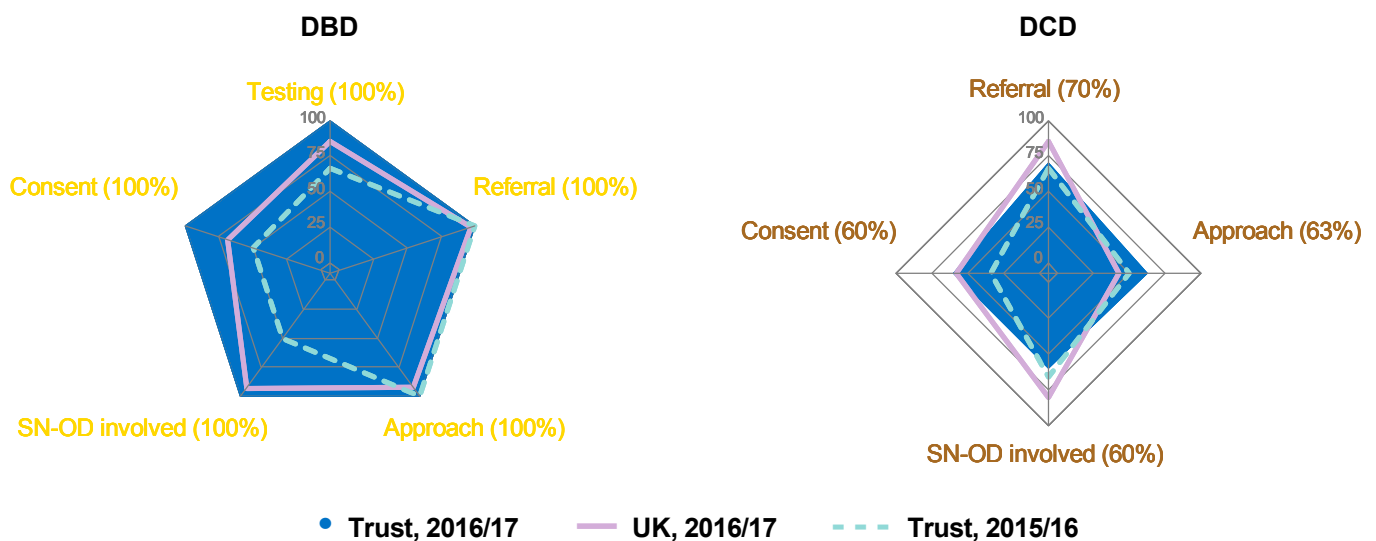 DBD
Testing (100%)
100
75
50
25
0
Consent (100%)
Referral (100%)
SN-OD involved (100%)
Approach (100%)
DCD
Referral (70%)
100
75
50
25
0
Consent (60%)
Approach (63%)
SN-OD involved (60%)
Trust, 2016/17
UK, 2016/17
Trust, 2015/16